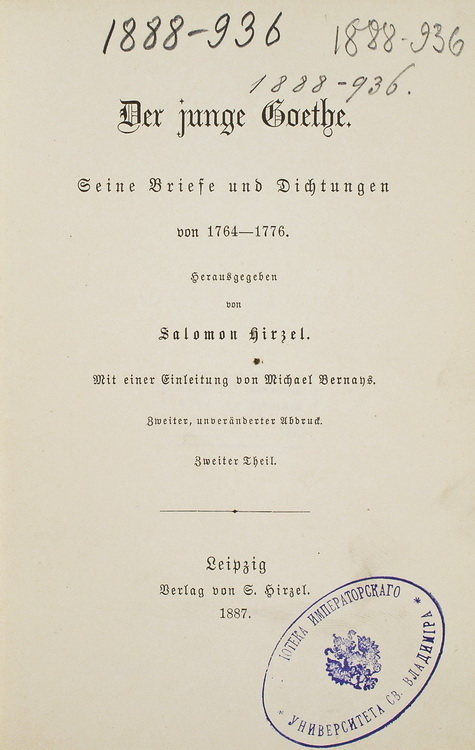 1888-936 1888-936
1888-936.
Der junge Goethe.
Seine Briefe und Dichtungen
von 1764—1776.
Herausgegeben
von
Salomon Hirzel.
Mit einer Einleitung von Michael Bernays.
Zweiter, unveränderter Abdruck.
Zweiter Theil.
Leipzig
Verlag von S. Hirzel.
1887.
ІОТЕКА ИМПЕРАТОРСКАГО
* УНИВЕРСИТЕТА СВ. ВЛАДИМІРА *